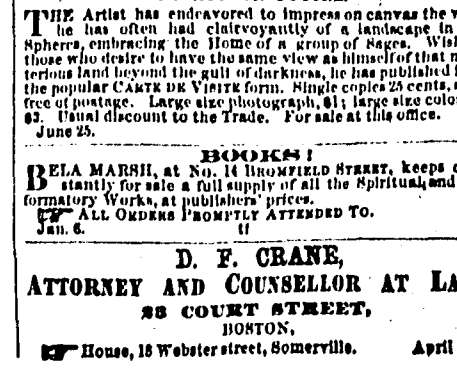 THE Artist has endeavored to impress on canvas the v
he has often had clairvoyantly of a landscape in
Spheres, embracing the Home of a group of Sages. Wis
those who desire to have the same view as himself of that m
terious land beyond the gulf of darkness, he has published i
the popular CARTE DE VISITE form. Single copies 25 cents,
free of postage. Large size photograph, $1; large size colo
$3. Usual discount to the Trade. For sale at this office.
June 25.
BOOKS!
BELA MARSH, at No. 14 BROMFIELD STREET, keeps c
stantly for sale a full supply of all the Spiritual and
formatory Works, at publishers' prices.
☞ ALL ORDERS PROMPTLY ATTENDED TO.
Jan. 6. tf
D. F. CRANE,
ATTORNEY AND COUNSELLOR AT LA
28 COURT STREET,
BOSTON,
☞ House, 18 Webster street, Somerville. April